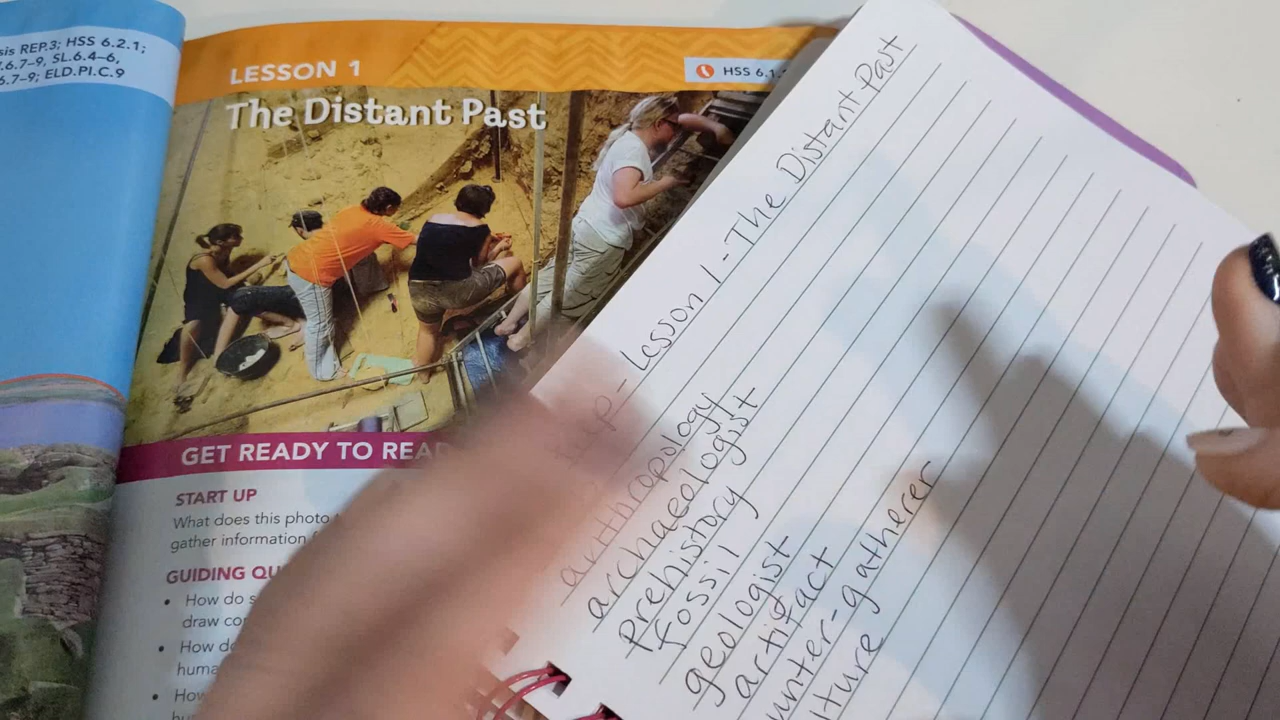 sis REP.3; HSS 6.2.1;
.6.7–9, SL.6.4–6,
6.7–9; ELD.PI.C.9
LESSON 1
HSS 6.1.
The Distant Past
GET READY TO READ
START UP
What does this photo
gather information
GUIDING QU
• How do s
draw co
• How do
huma
• How
Lesson 1 - The Distant Past
anthropology
archaeologist
prehistory
fossil
geologist
artifact
unter-gatherer
lture